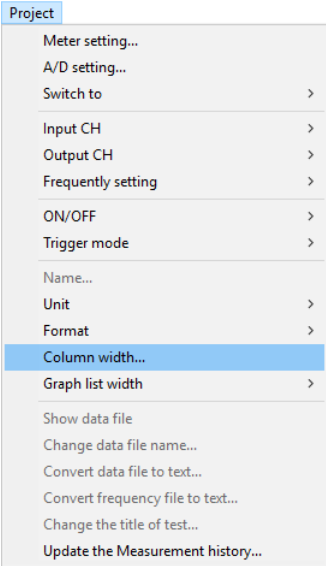 Project
Meter setting...
A/D setting...
Switch to
Input CH
Output CH
Frequently setting
ON/OFF
Trigger mode
Name...
Unit
Format
Column width...
Graph list width
Show data file
Change data file name...
Convert data file to text...
Convert frequency file to text...
Change the title of test...
Update the Measurement history...